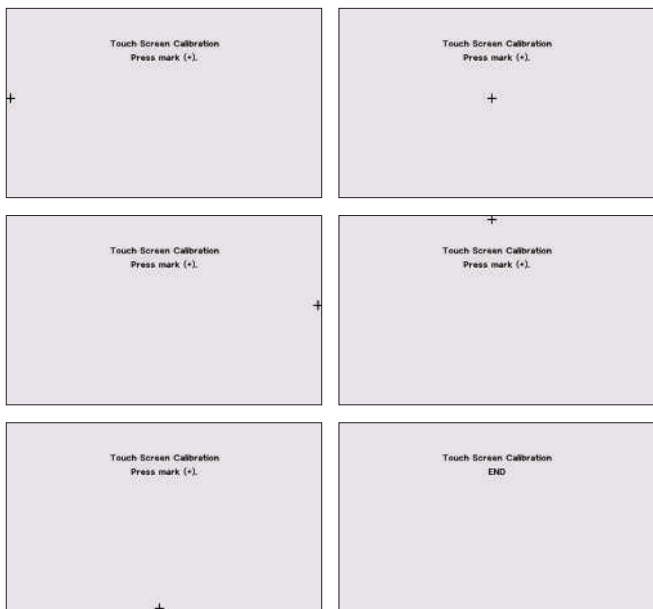 Touch Screen Calibration
Press mark (+).
+
Touch Screen Calibration
Press mark (+).
+
Touch Screen Calibration
Press mark (+).
+
+
Touch Screen Calibration
Press mark (+).
Touch Screen Calibration
Press mark (+).
+
Touch Screen Calibration
END